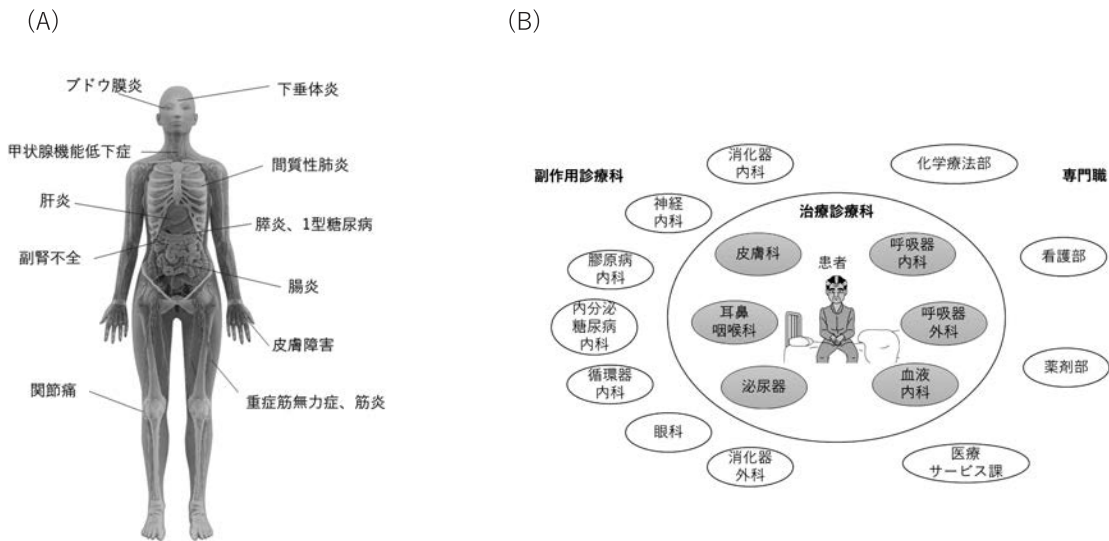 (A)
ブドウ膜炎
下垂体炎
甲状腺機能低下症
間質性肺炎
肝炎
膵炎、1型糖尿病
副腎不全
腸炎
皮膚障害
関節痛
重症筋無力症、筋炎
(B)
副作用診療科
消化器
内科
神経
内科
膠原病
内科
内分泌
糖尿病
内科
循環器
内科
眼科
消化器
外科
治療診療科
皮膚科
呼吸器
内科
患者
耳鼻
咽喉科
呼吸器
外科
泌尿器
血液
内科
専門職
化学療法部
看護部
薬剤部
医療
サービス課